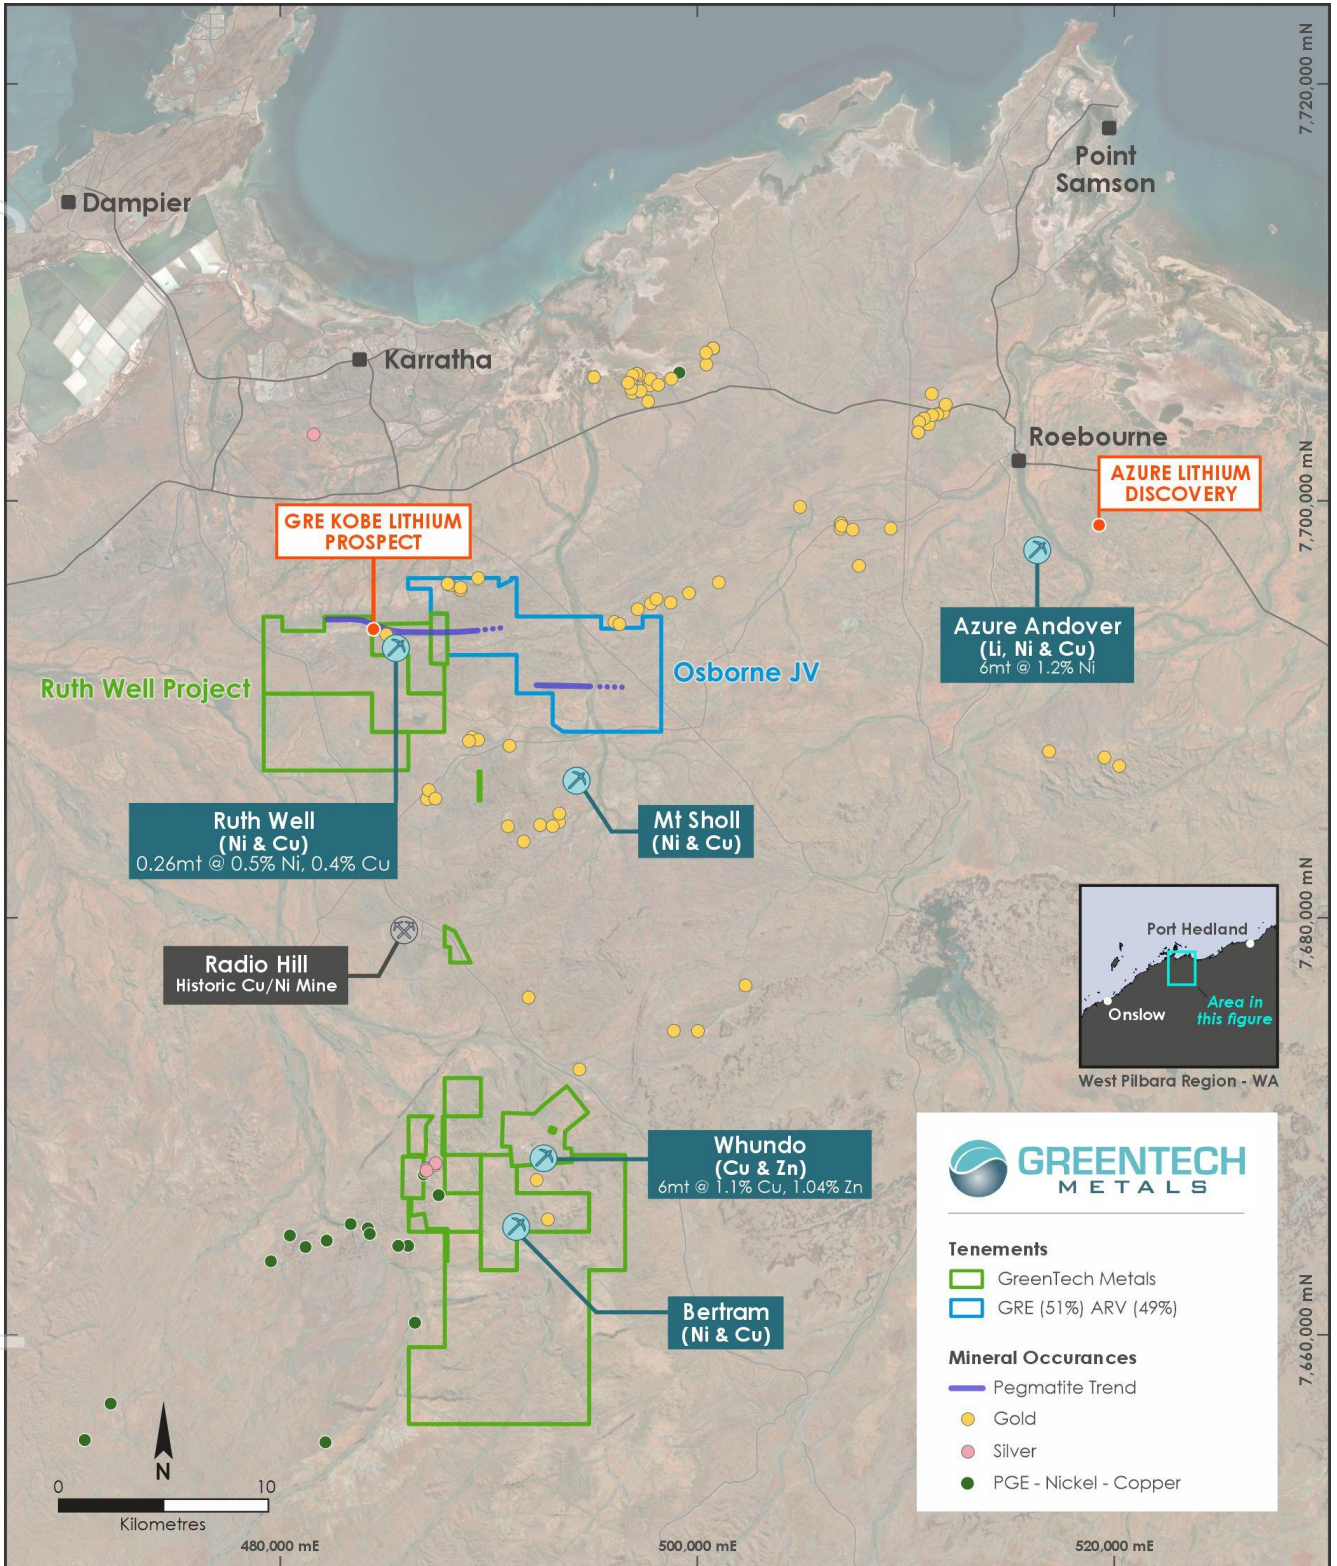 7,720,000 mN
Point
Samson
Dampier
Karratha
Roebourne
AZURE LITHIUM
DISCOVERY
7,700,000 mN
GRE KOBE LITHIUM
PROSPECT
Azure Andover
(Li, Ni & Cu)
6mt @ 1.2% Ni
Ruth Well Project
Osborne JV
Ruth Well
(Ni & Cu)
0.26mt @ 0.5% Ni, 0.4% Cu
Mt Sholl
(Ni & Cu)
7,680,000 mN
Radio Hill
Historic Cu/Ni Mine
Port Hedland
Onslow
Area in
this figure
West Pilbara Region - WA
Whundo
(Cu & Zn)
6mt @ 1.1% Cu, 1.04% Zn
Bertram
(Ni & Cu)
GREENTECH
METALS
Tenements
GreenTech Metals
GRE (51%) ARV (49%)
Mineral Occurances
Pegmatite Trend
Gold
Silver
PGE - Nickel - Copper
7,660,000 mN
N
0 10
Kilometres
480,000 mE 500,000 mE 520,000 mE